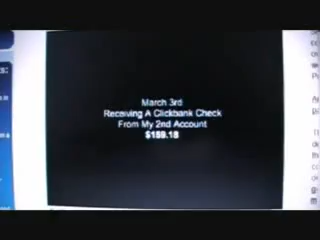 March 3rd
Receiving A Clickbank Check
From My 2nd Account
$159.18